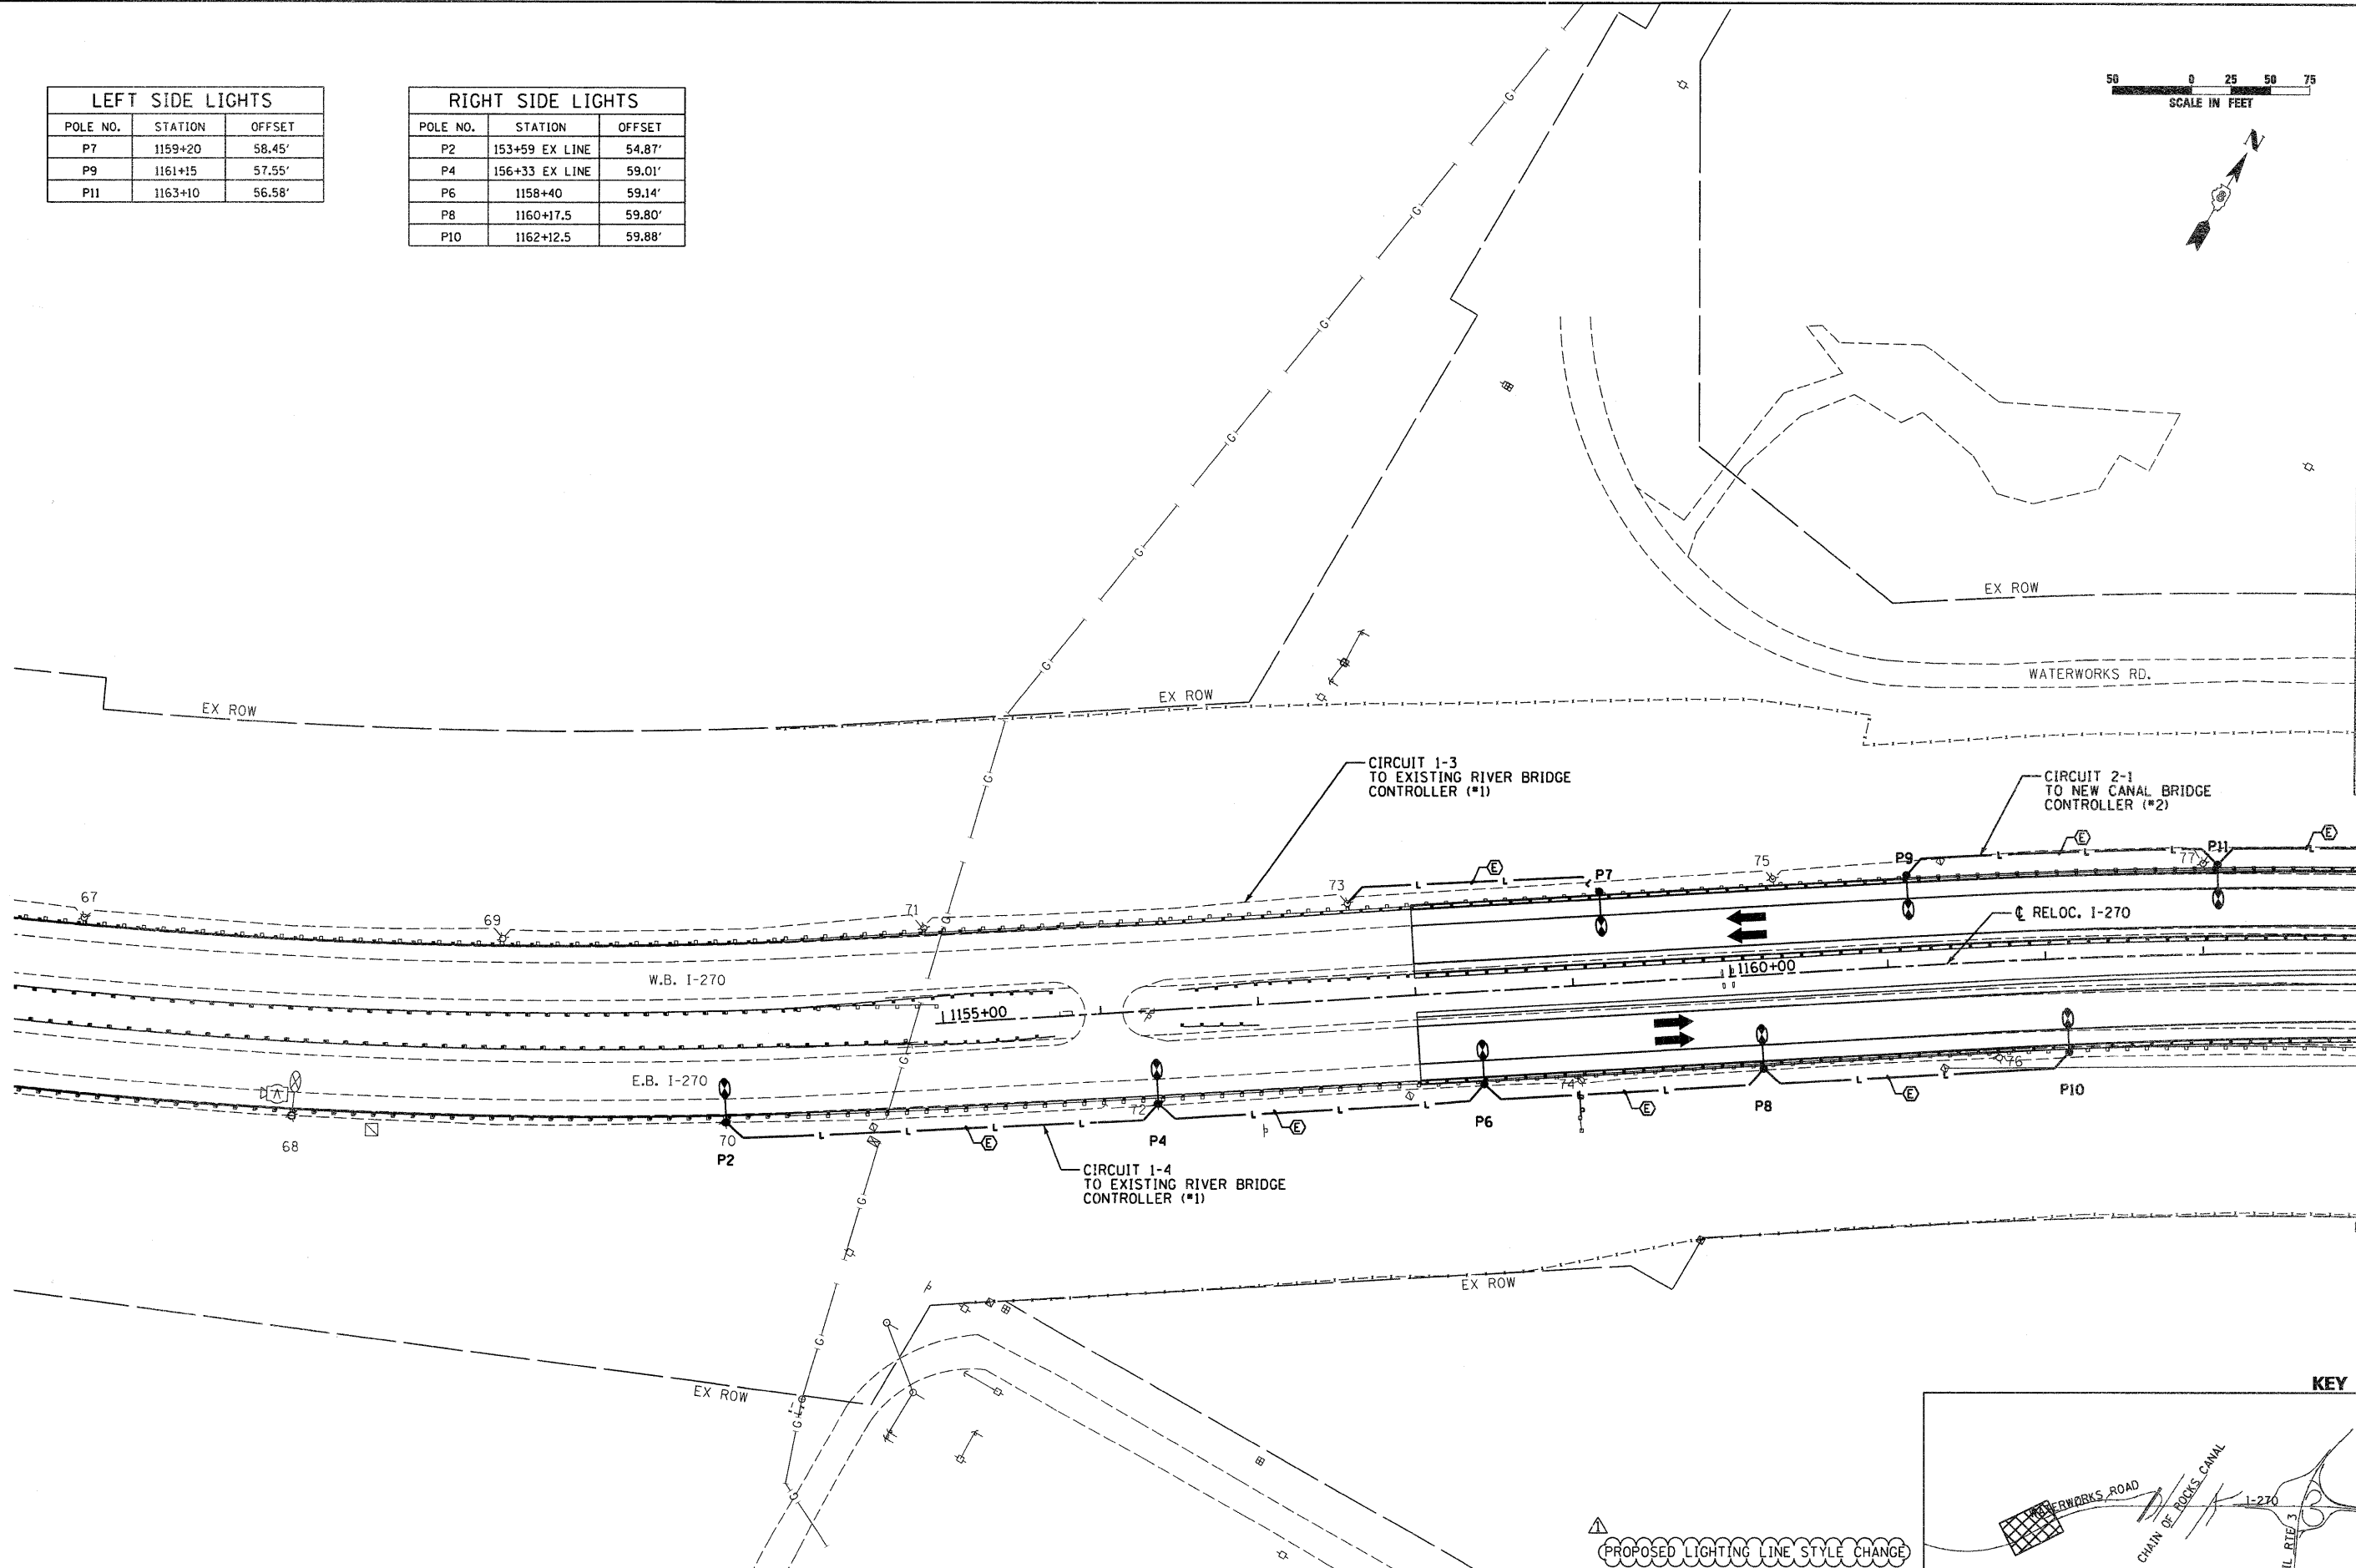 LEFT SIDE LIGHTS
POLE NO. STATION OFFSET
P7 1159+20 58.45'
P9 1161+15 57.55'
P11 1163+10 56.58'
RIGHT SIDE LIGHTS
POLE NO. STATION OFFSET
P2 153+59 EX LINE 54.87'
P4 156+33 EX LINE 59.01'
P6 1158+40 59.14'
P8 1160+17.5 59.80'
P10 1162+12.5 59.88'
50 0 25 50 75
SCALE IN FEET
N
G
G
G
G
G
G
G
EX ROW
WATERWORKS RD.
EX ROW
EX ROW
G
CIRCUIT 1-3
TO EXISTING RIVER BRIDGE
CONTROLLER (#1)
CIRCUIT 2-1
TO NEW CANAL BRIDGE
CONTROLLER (#2)
E E E
L L L L L L
67 69 71 G 73 P7 75 P9 77 P11
℄ RELOC. I-270
W.B. I-270
1160+00
1155+00
G
E.B. I-270
68 70 72 74 76
P2 P4 P6 P8 P10
L L L L L L L L L L L
E E E E
CIRCUIT 1-4
TO EXISTING RIVER BRIDGE
CONTROLLER (#1)
G
G
EX ROW
EX ROW
G
G
KEY
WATERWORKS ROAD
CHAIN OF ROCKS CANAL
I-270
IL RTE 3
1
PROPOSED LIGHTING LINE STYLE CHANGE